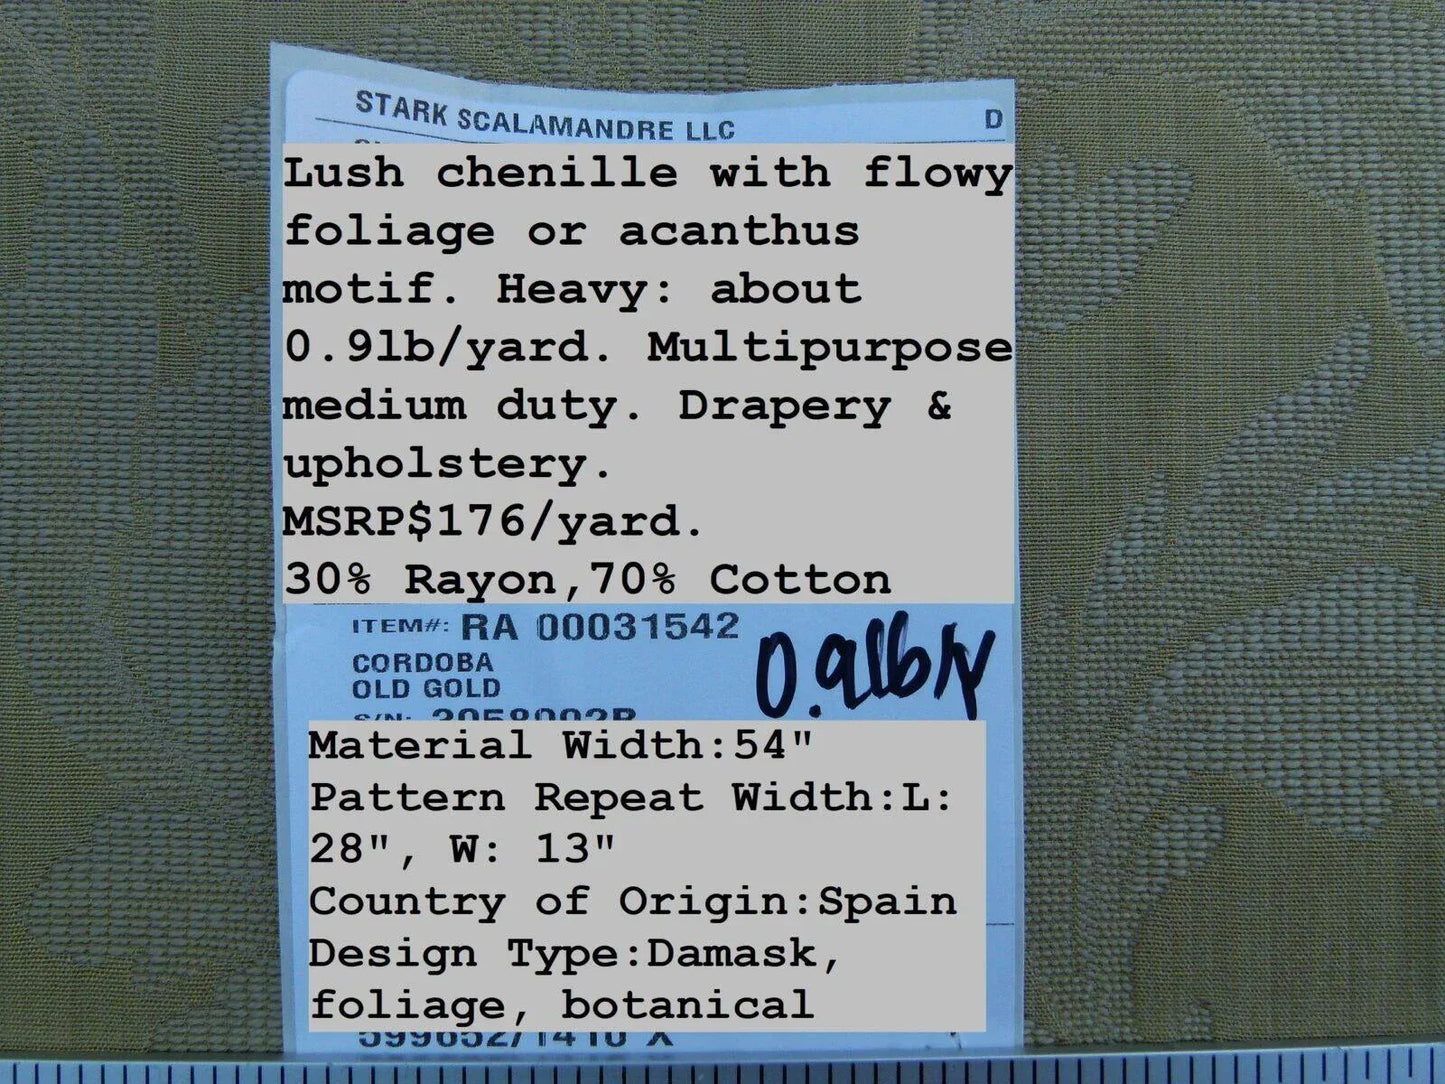 STARK SCALAMANDRE LLC D
Lush chenille with flowy
foliage or acanthus
motif. Heavy: about
0.9lb/yard. Multipurpose
medium duty. Drapery &
upholstery.
MSRP$176/yard.
30% Rayon,70% Cotton
ITEM#: RA 00031542
0.9lb/y
CORDOBA
OLD GOLD
S/N:
Material Width:54"
Pattern Repeat Width:L:
28", W: 13"
Country of Origin:Spain
Design Type:Damask,
foliage, botanical